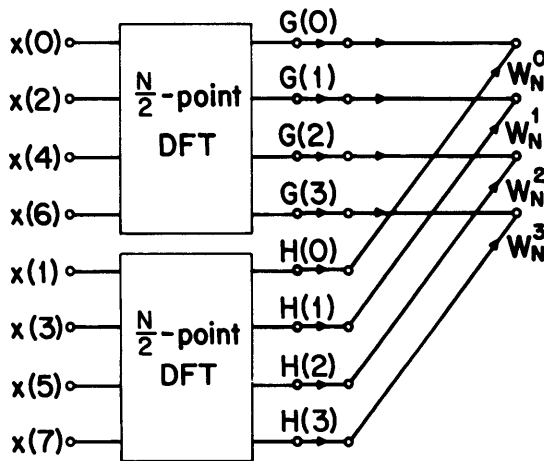 x(0)
x(2)
x(4)
x(6)
N/2 -point
DFT
G(0)
G(1)
G(2)
G(3)
W_N^0
W_N^1
W_N^2
W_N^3
x(1)
x(3)
x(5)
x(7)
N/2 -point
DFT
H(0)
H(1)
H(2)
H(3)